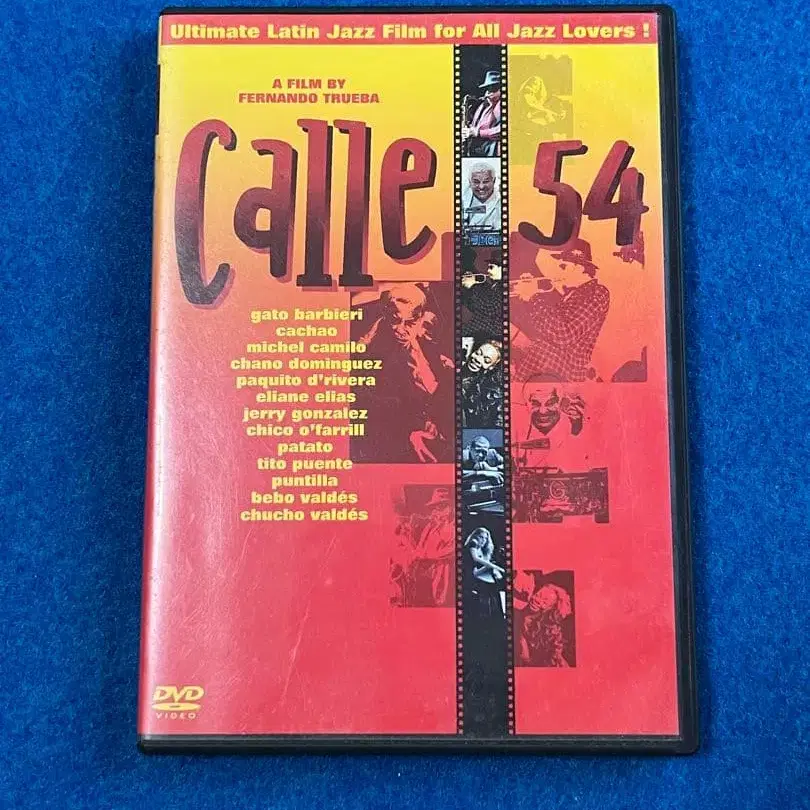 Ultimate Latin Jazz Film for All Jazz Lovers !
A FILM BY
FERNANDO TRUEBA
Calle 54
gato barbieri
cachao
michel camilo
chano dominguez
paquito d'rivera
eliane elias
jerry gonzalez
chico o'farrill
patato
tito puente
puntilla
bebo valdés
chucho valdés
DVD
VIDEO